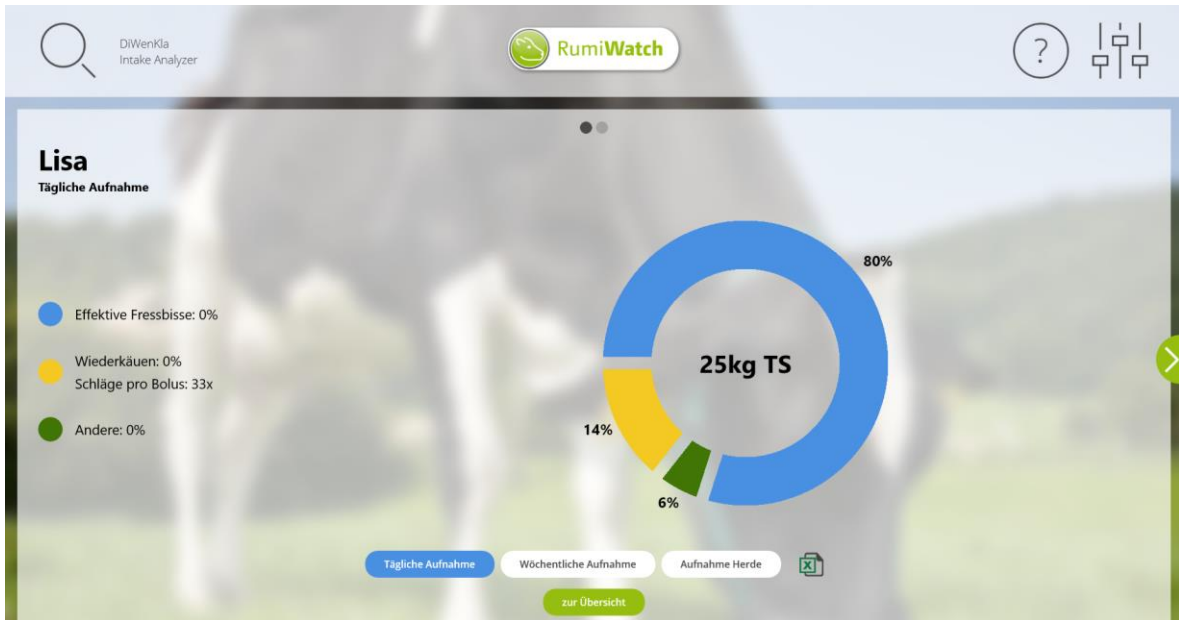 DiWenKla
Intake Analyzer
RumiWatch
?
Lisa
Tägliche Aufnahme
80%
Effektive Fressbisse: 0%
Wiederkäuen: 0%
Schläge pro Bolus: 33x
25kg TS
Andere: 0%
14%
6%
Tägliche Aufnahme
Wöchentliche Aufnahme
Aufnahme Herde
X
zur Übersicht